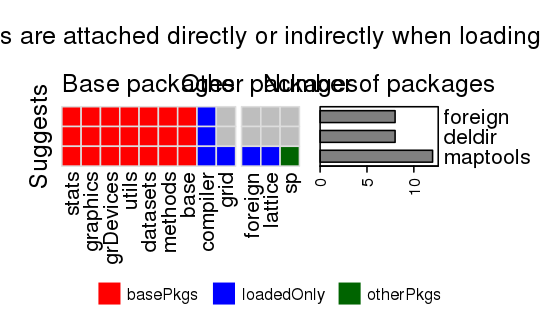 s are attached directly or indirectly when loading
Base packages Other packages Number of packages
Suggests
foreign
deldir
maptools
0 5 10
stats
graphics
grDevices
utils
datasets
methods
base
compiler
grid
foreign
lattice
sp
basePkgs loadedOnly otherPkgs